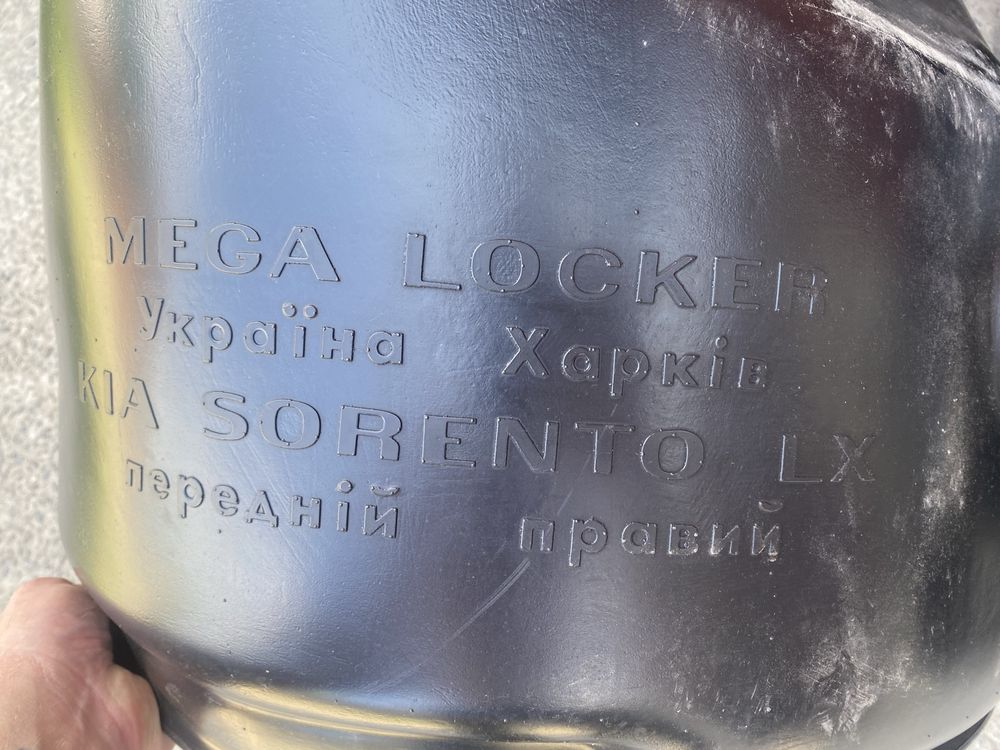 MEGA LOCKER
Україна Харків
KIA SORENTO LX
передній правий